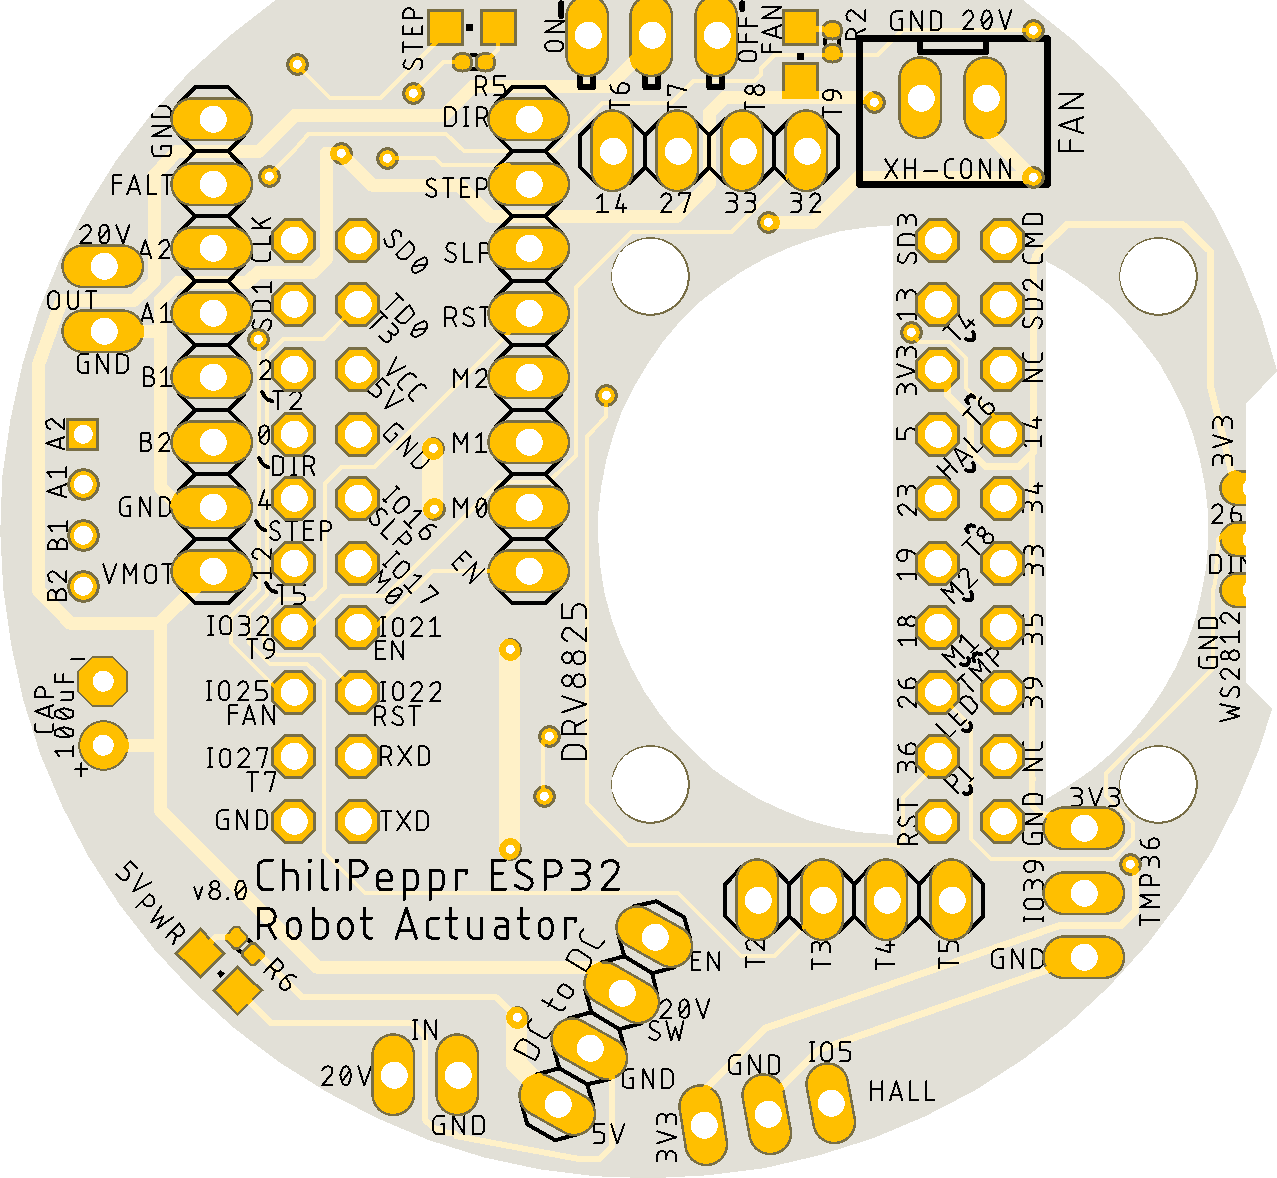 STEP
ON
OFF
FAN
R2
GND 20V
R5
T6
T7
T8
T9
FAN
XH-CONN
GND
DIR
FALT
STEP
14
27
33
32
20V
A2
CLK
SD0
SLP
SD3
CMD
OUT
A1
SD1
TD0
T3
RST
13
T4
SD2
GND
B1
2
T2
VCC
5V
M2
3V3
NC
A2
B2
0
DIR
GND
M1
5
T6
HAL
14
3V3
A1
GND
4
STEP
IO16
SLP
M0
23
34
26
B1
B2
VMOT
12
T5
IO17
M0
EN
19
T8
M2
33
DIN
IO32
T9
IO21
EN
18
M1
TMP
35
GND
WS2812
CAP
100uF
-
+
IO25
FAN
IO22
RST
DRV8825
26
LED
39
IO27
T7
RXD
36
P1
NC
GND
TXD
RST
GND
3V3
ChiliPeppr ESP32
Robot Actuator
v8.0
5VPWR
R6
IO39
TMP36
GND
T2
T3
T4
T5
DC to DC
EN
20V
SW
GND
5V
IN
20V
GND
3V3
GND
IO5
HALL